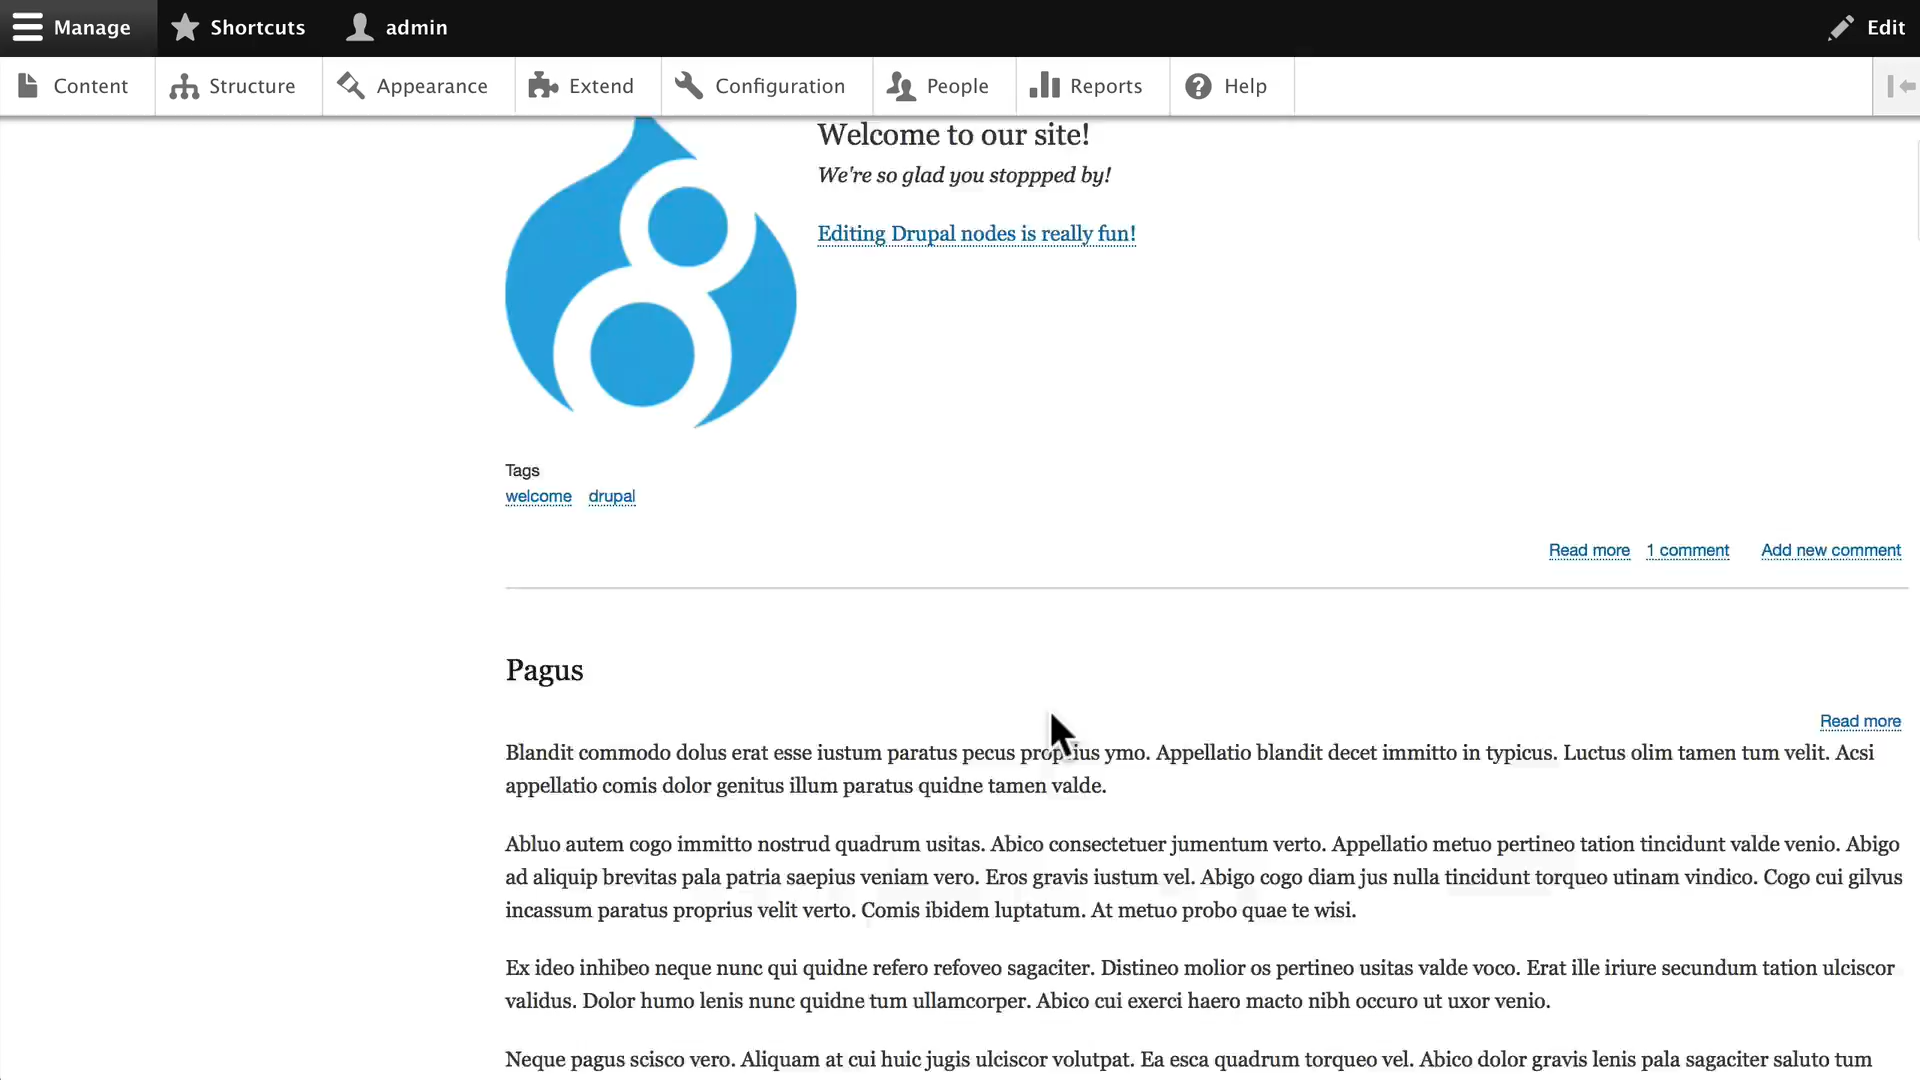 Manage Shortcuts admin Edit
Content Structure Appearance Extend Configuration People Reports Help
Welcome to our site!
We're so glad you stoppped by!
Editing Drupal nodes is really fun!
Tags
welcome drupal
Read more 1 comment Add new comment
Pagus
Read more
Blandit commodo dolus erat esse iustum paratus pecus proprius ymo. Appellatio blandit decet immitto in typicus. Luctus olim tamen tum velit. Acsi
appellatio comis dolor genitus illum paratus quidne tamen valde.
Abluo autem cogo immitto nostrud quadrum usitas. Abico consectetuer jumentum verto. Appellatio metuo pertineo tation tincidunt valde venio. Abigo
ad aliquip brevitas pala patria saepius veniam vero. Eros gravis iustum vel. Abigo cogo diam jus nulla tincidunt torqueo utinam vindico. Cogo cui gilvus
incassum paratus proprius velit verto. Comis ibidem luptatum. At metuo probo quae te wisi.
Ex ideo inhibeo neque nunc qui quidne refero refoveo sagaciter. Distineo molior os pertineo usitas valde voco. Erat ille iriure secundum tation ulciscor
validus. Dolor humo lenis nunc quidne tum ullamcorper. Abico cui exerci haero macto nibh occuro ut uxor venio.
Neque pagus scisco vero. Aliquam at cui huic jugis ulciscor volutpat. Ea esca quadrum torqueo vel. Abico dolor gravis lenis pala sagaciter saluto tum